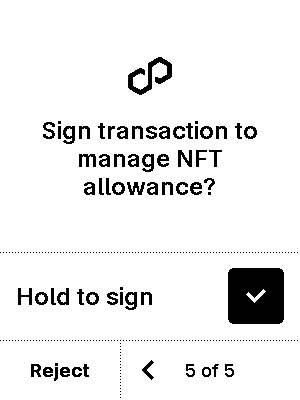 Sign transaction to
manage NFT
allowance?
Hold to sign
Reject
5 of 5